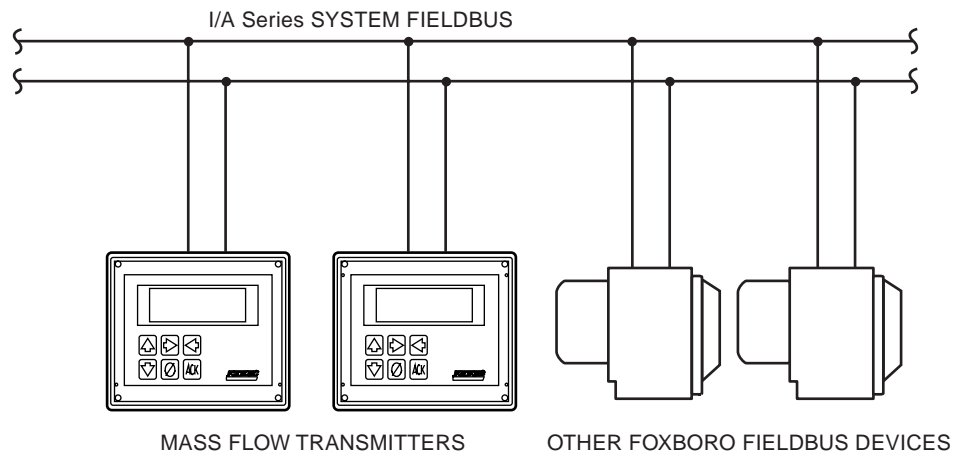 I/A Series SYSTEM FIELDBUS
ACK
ACK
MASS FLOW TRANSMITTERS
OTHER FOXBORO FIELDBUS DEVICES